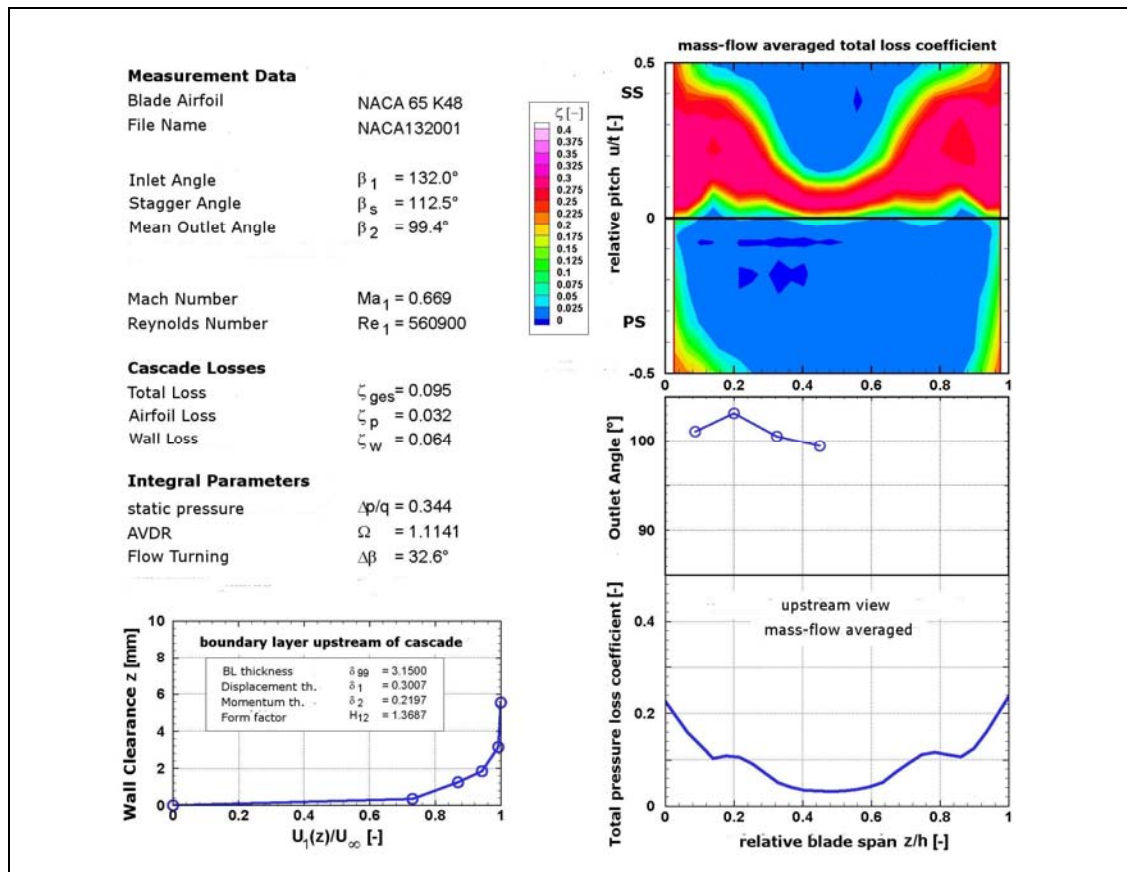 Measurement Data
Blade Airfoil NACA 65 K48
File Name NACA132001
Inlet Angle β1 = 132.0°
Stagger Angle βs = 112.5°
Mean Outlet Angle β2 = 99.4°
Mach Number Ma1 = 0.669
Reynolds Number Re1 = 560900
Cascade Losses
Total Loss ζges = 0.095
Airfoil Loss ζp = 0.032
Wall Loss ζw = 0.064
Integral Parameters
static pressure Δp/q = 0.344
AVDR Ω = 1.1141
Flow Turning Δβ = 32.6°
ζ [-]
0.4
0.375
0.35
0.325
0.3
0.275
0.25
0.225
0.2
0.175
0.15
0.125
0.1
0.075
0.05
0.025
0
mass-flow averaged total loss coefficient
relative pitch u/t [-]
0.5
SS
0
PS
-0.5
0 0.2 0.4 0.6 0.8 1
Outlet Angle [°]
100
90
Total pressure loss coefficient [-]
upstream view
mass-flow averaged
0.4
0.2
0
0 0.2 0.4 0.6 0.8 1
relative blade span z/h [-]
boundary layer upstream of cascade
BL thickness δ99 = 3.1500
Displacement th. δ1 = 0.3007
Momentum th. δ2 = 0.2197
Form factor H12 = 1.3687
Wall Clearance z [mm]
10
8
6
4
2
0
0 0.2 0.4 0.6 0.8 1
U1(z)/U∞ [-]